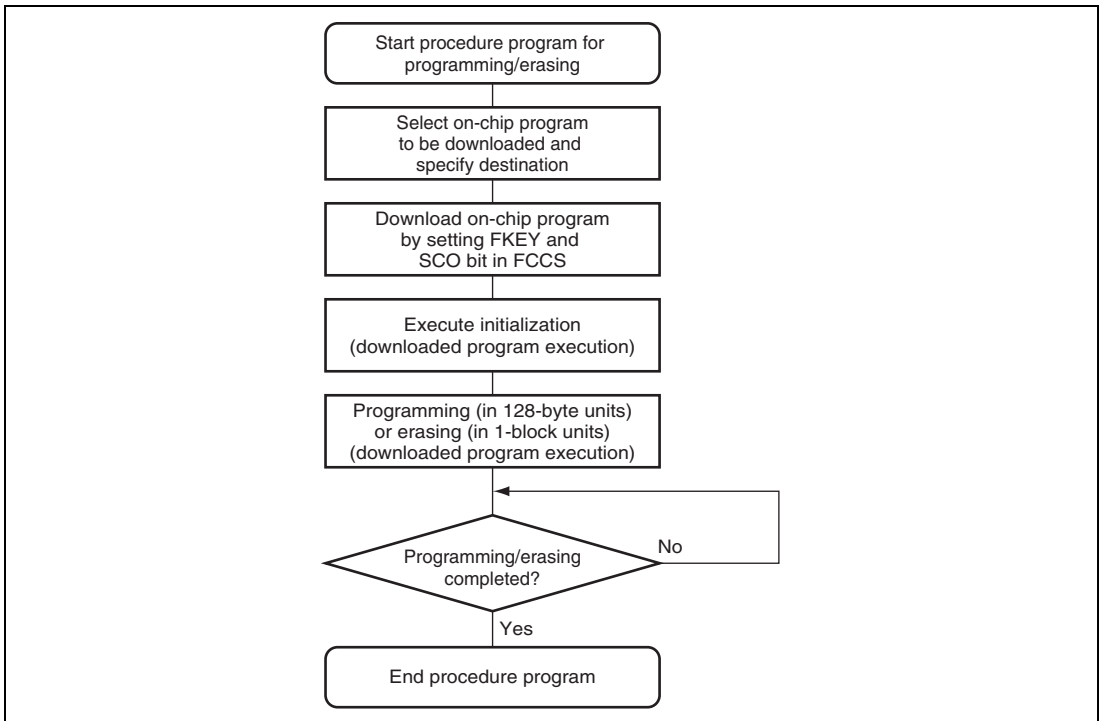 Start procedure program for
programming/erasing
Select on-chip program
to be downloaded and
specify destination
Download on-chip program
by setting FKEY and
SCO bit in FCCS
Execute initialization
(downloaded program execution)
Programming (in 128-byte units)
or erasing (in 1-block units)
(downloaded program execution)
No
Programming/erasing
completed?
Yes
End procedure program